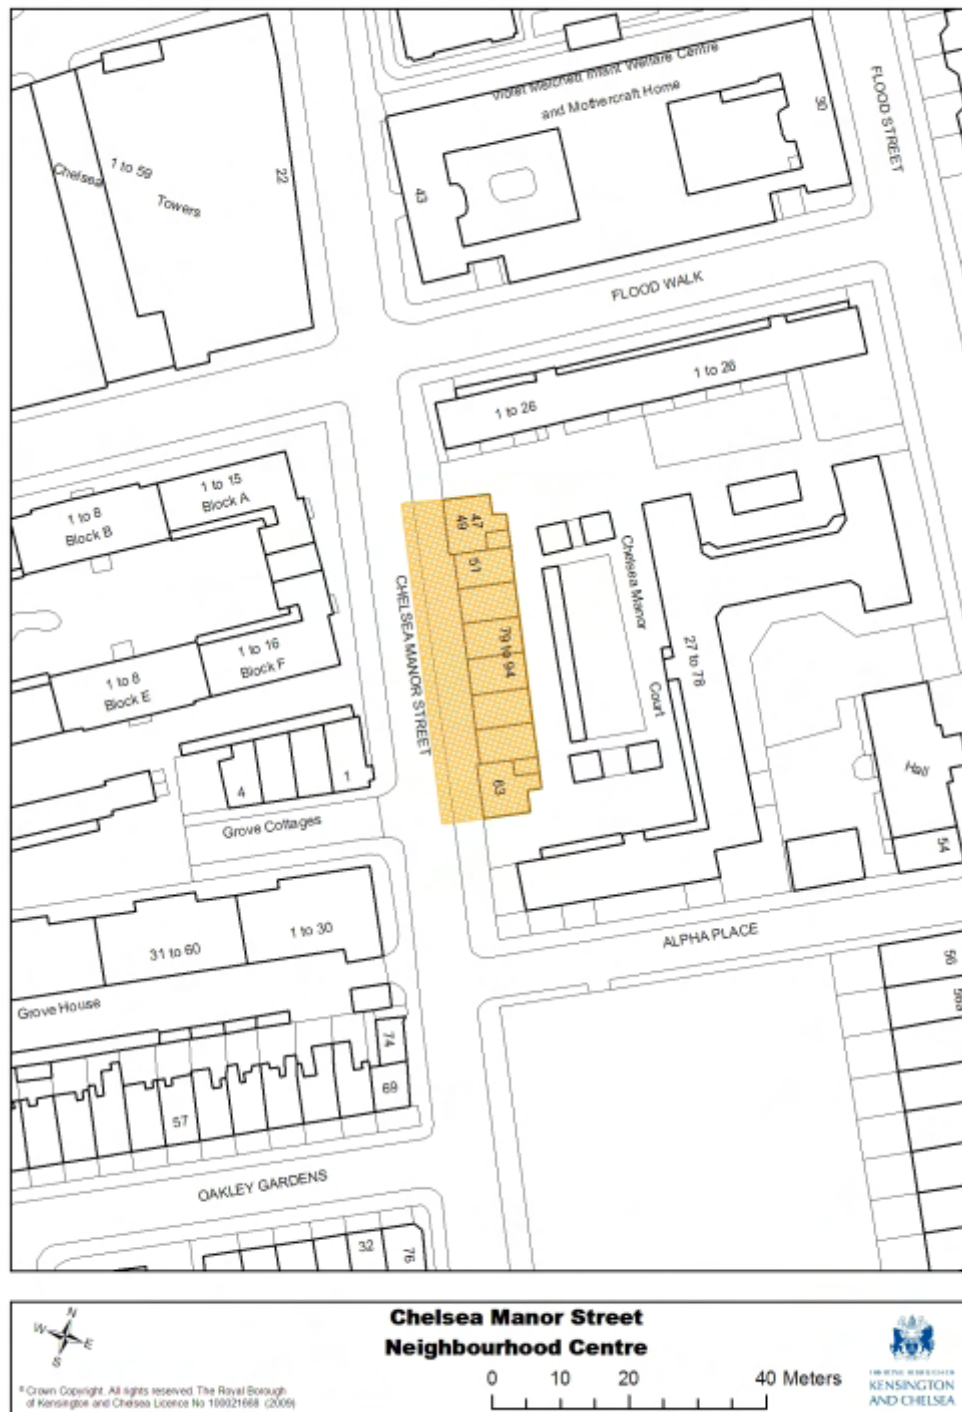 Violet Melchett Infant Welfare Centre
and Mothercraft Home
30
FLOOD STREET
Chelsea
1 to 59
Towers
22
43
FLOOD WALK
1 to 26
1 to 26
1 to 15
Block A
1 to 8
Block B
47
49
51
CHELSEA MANOR STREET
79 to 94
Chelsea Manor
Court
27 to 78
1 to 16
Block F
1 to 8
Block E
63
Hall
4
1
Grove Cottages
54
31 to 60
1 to 30
ALPHA PLACE
56
56a
Grove House
74
69
57
OAKLEY GARDENS
32
76
N
W
E
S
Chelsea Manor Street
Neighbourhood Centre
0 10 20 40 Meters
© Crown Copyright. All rights reserved. The Royal Borough
of Kensington and Chelsea Licence No 100021668 (2009)
THE ROYAL BOROUGH OF
KENSINGTON
AND CHELSEA